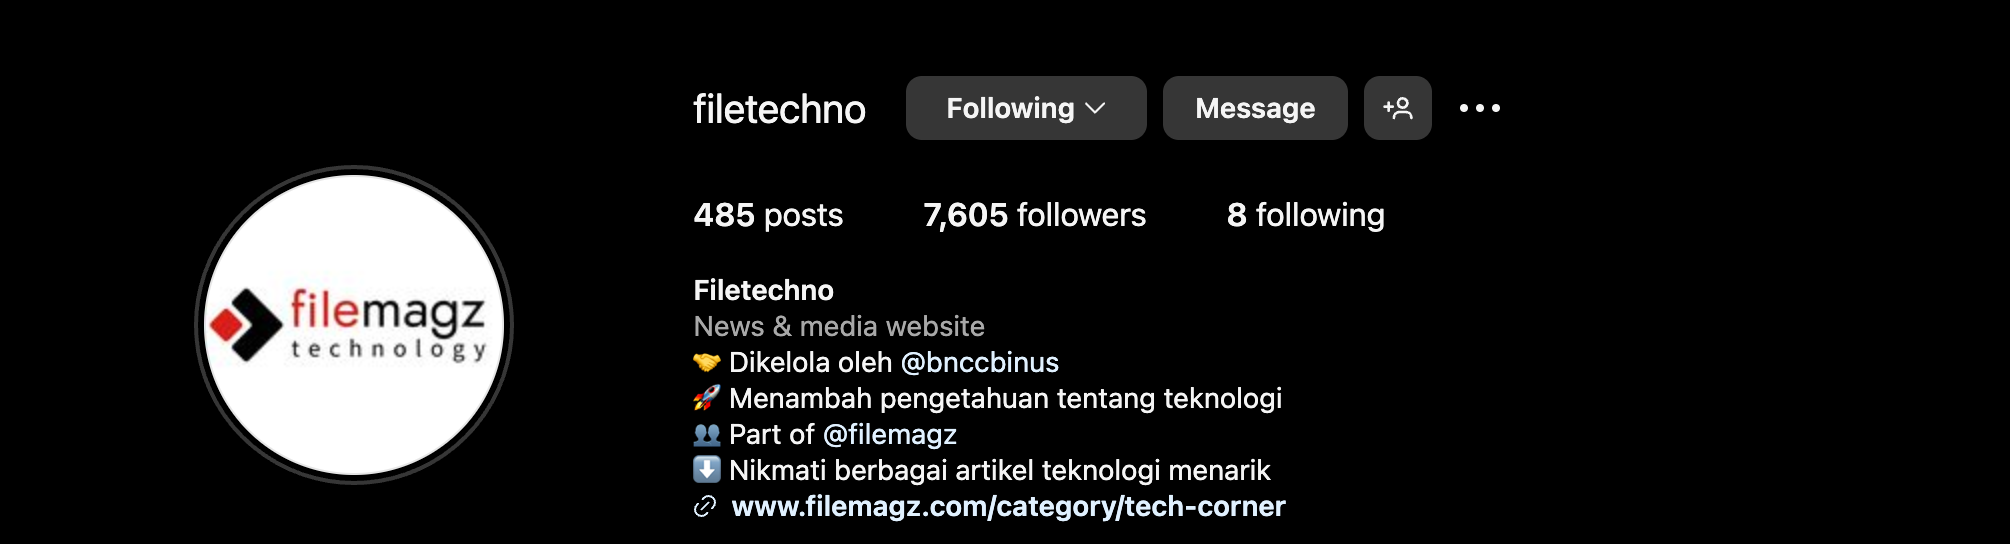 filetechno Following Message
485 posts 7,605 followers 8 following
filemagz
technology
Filetechno
News & media website
🤝 Dikelola oleh @bnccbinus
🚀 Menambah pengetahuan tentang teknologi
👥 Part of @filemagz
⬇️ Nikmati berbagai artikel teknologi menarik
www.filemagz.com/category/tech-corner